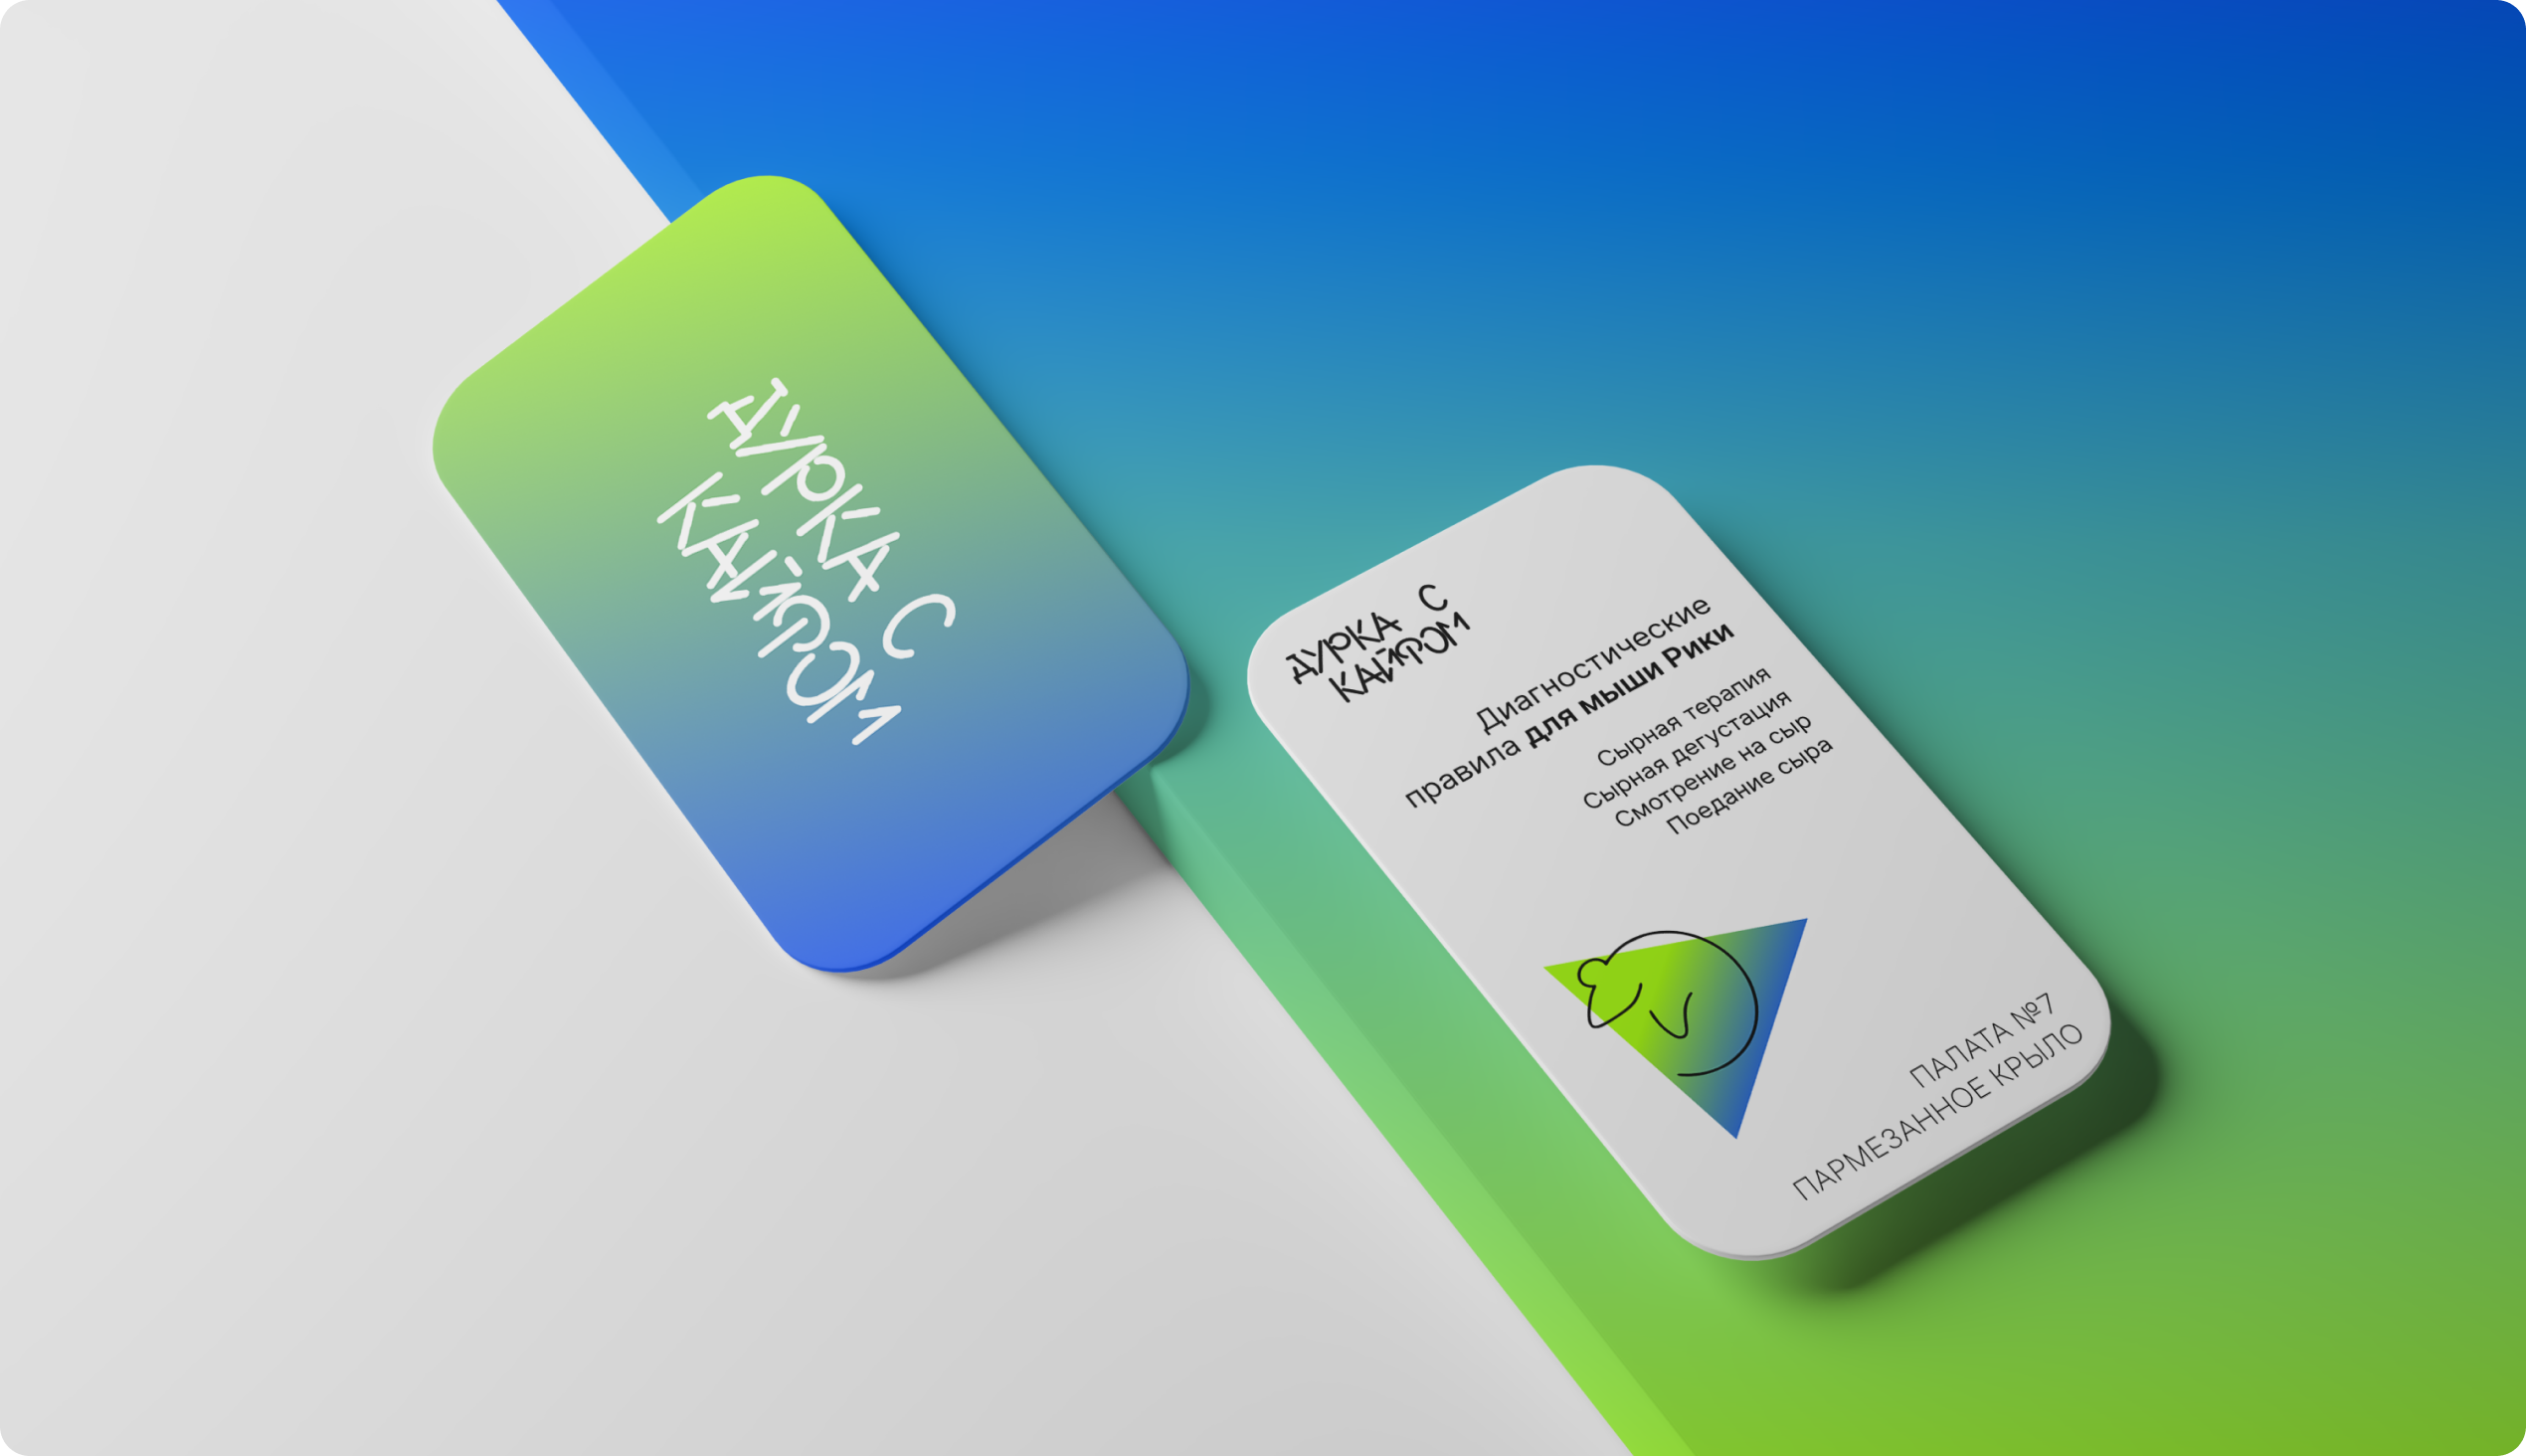 ДУРКА С
КАЙФОМ
ДУРКА С
КАЙФОМ
Диагностические
правила для мыши Рики
Сырная терапия
Сырная дегустация
Смотрение на сыр
Поедание сыра
ПАЛАТА №7
ПАРМЕЗАННОЕ КРЫЛО